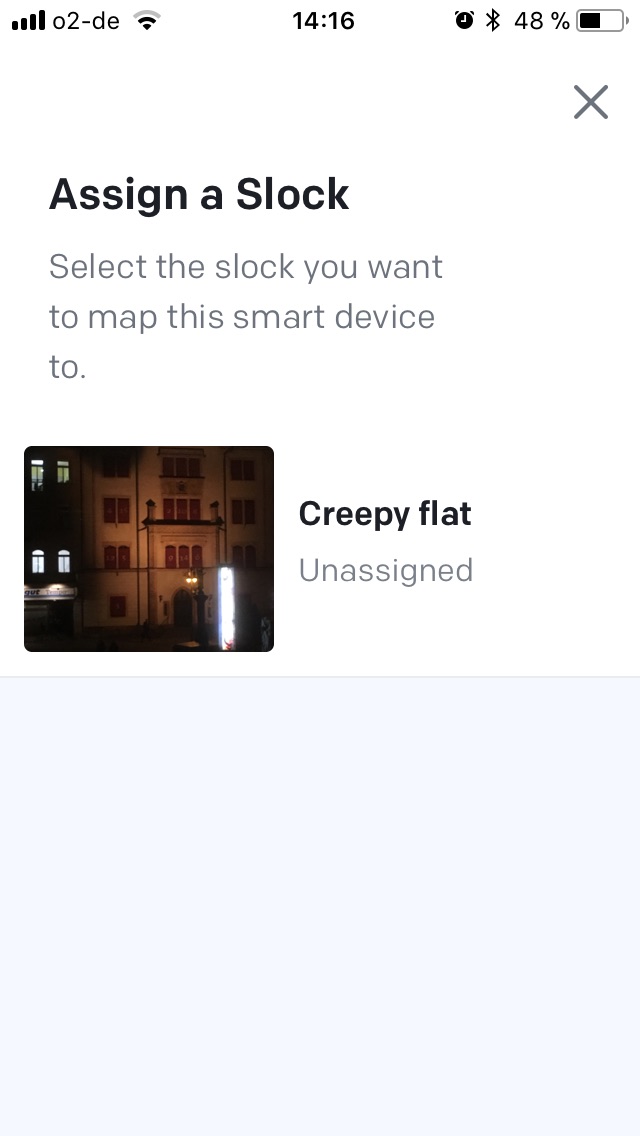 o2-de 14:16 48 %
Assign a Slock
Select the slock you want
to map this smart device
to.
Creepy flat
Unassigned